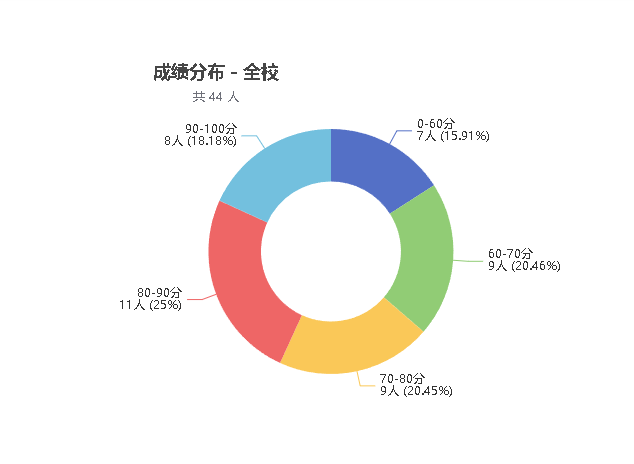 成绩分布 - 全校
共 44 人
0-60分
7人 (15.91%)
60-70分
9人 (20.46%)
70-80分
9人 (20.45%)
80-90分
11人 (25%)
90-100分
8人 (18.18%)